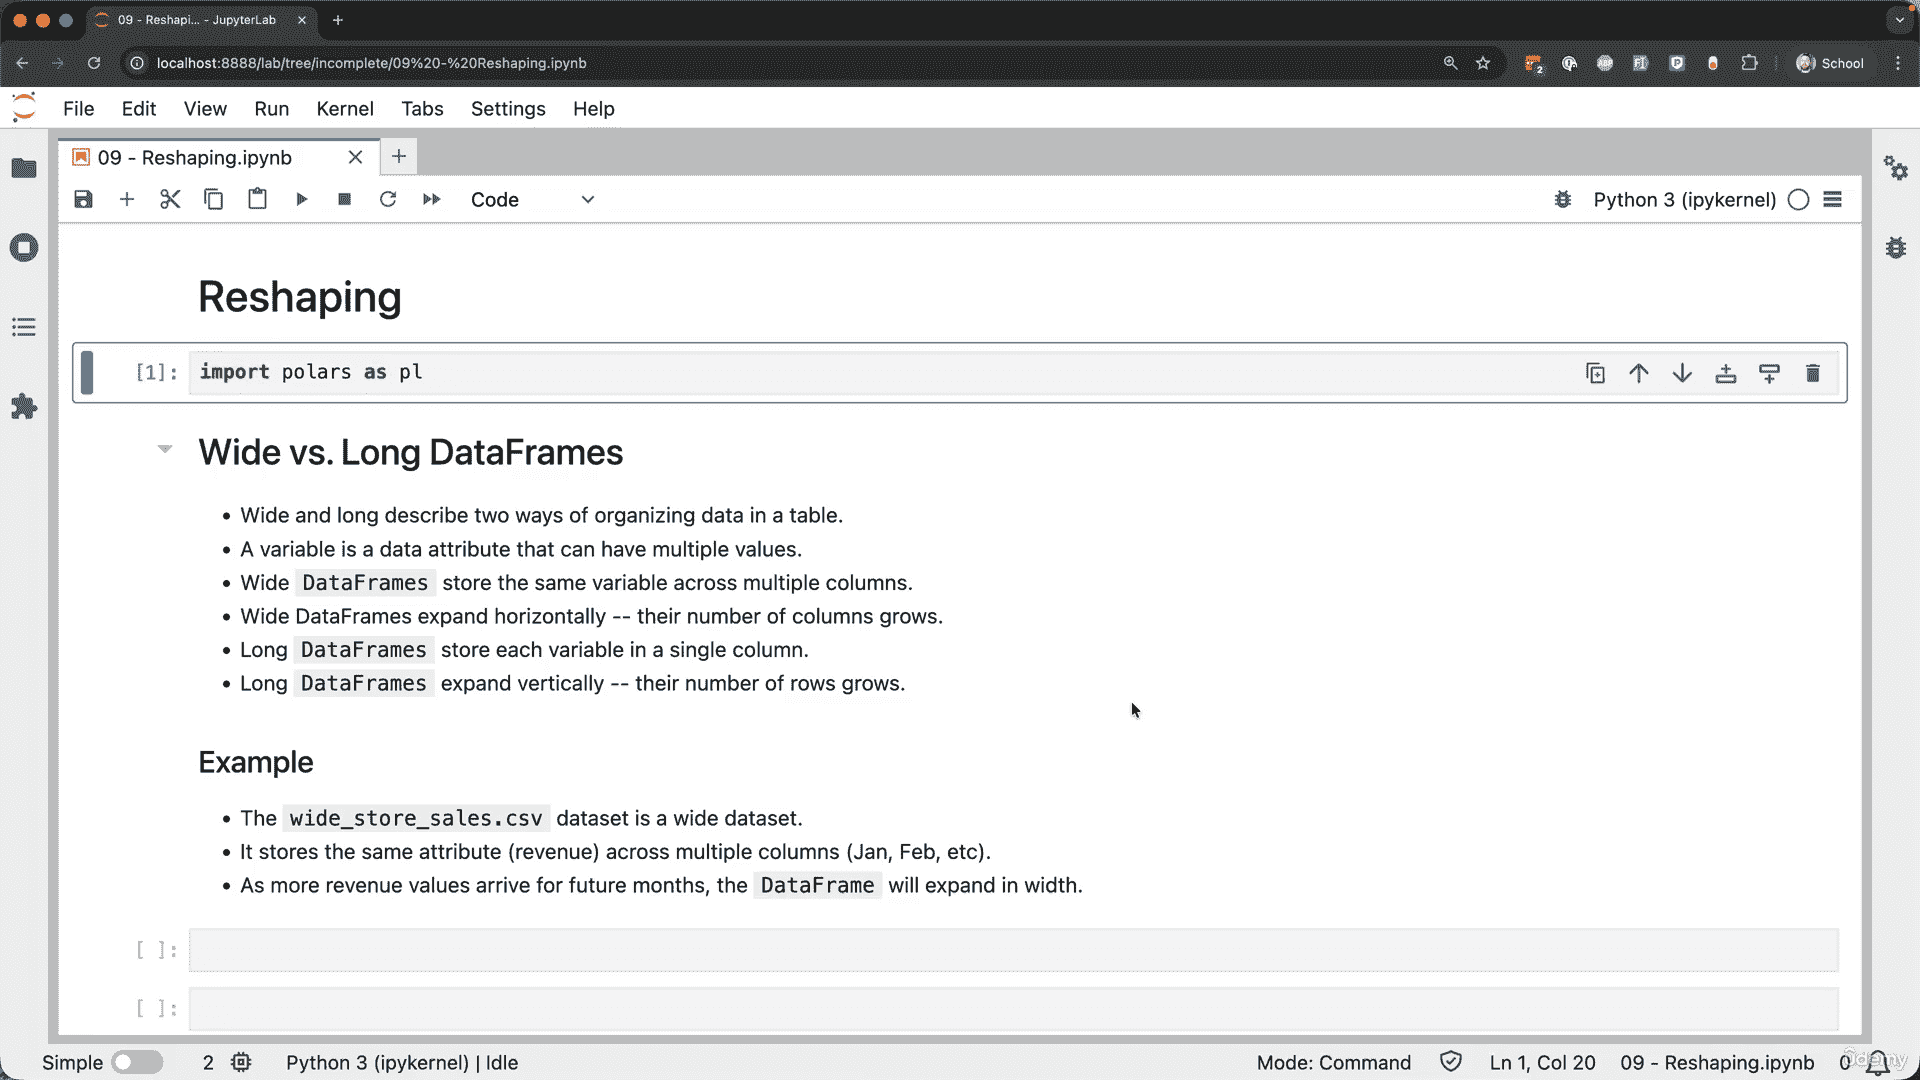 09 - Reshapi... - JupyterLab
localhost:8888/lab/tree/incomplete/09%20-%20Reshaping.ipynb
2
School
File Edit View Run Kernel Tabs Settings Help
09 - Reshaping.ipynb
Code
Python 3 (ipykernel)
Reshaping
[1]: import polars as pl
Wide vs. Long DataFrames
• Wide and long describe two ways of organizing data in a table.
• A variable is a data attribute that can have multiple values.
• Wide DataFrames store the same variable across multiple columns.
• Wide DataFrames expand horizontally -- their number of columns grows.
• Long DataFrames store each variable in a single column.
• Long DataFrames expand vertically -- their number of rows grows.
Example
• The wide_store_sales.csv dataset is a wide dataset.
• It stores the same attribute (revenue) across multiple columns (Jan, Feb, etc).
• As more revenue values arrive for future months, the DataFrame will expand in width.
[ ]:
[ ]:
Simple 2 Python 3 (ipykernel) | Idle Mode: Command Ln 1, Col 20 09 - Reshaping.ipynb 0
udemy